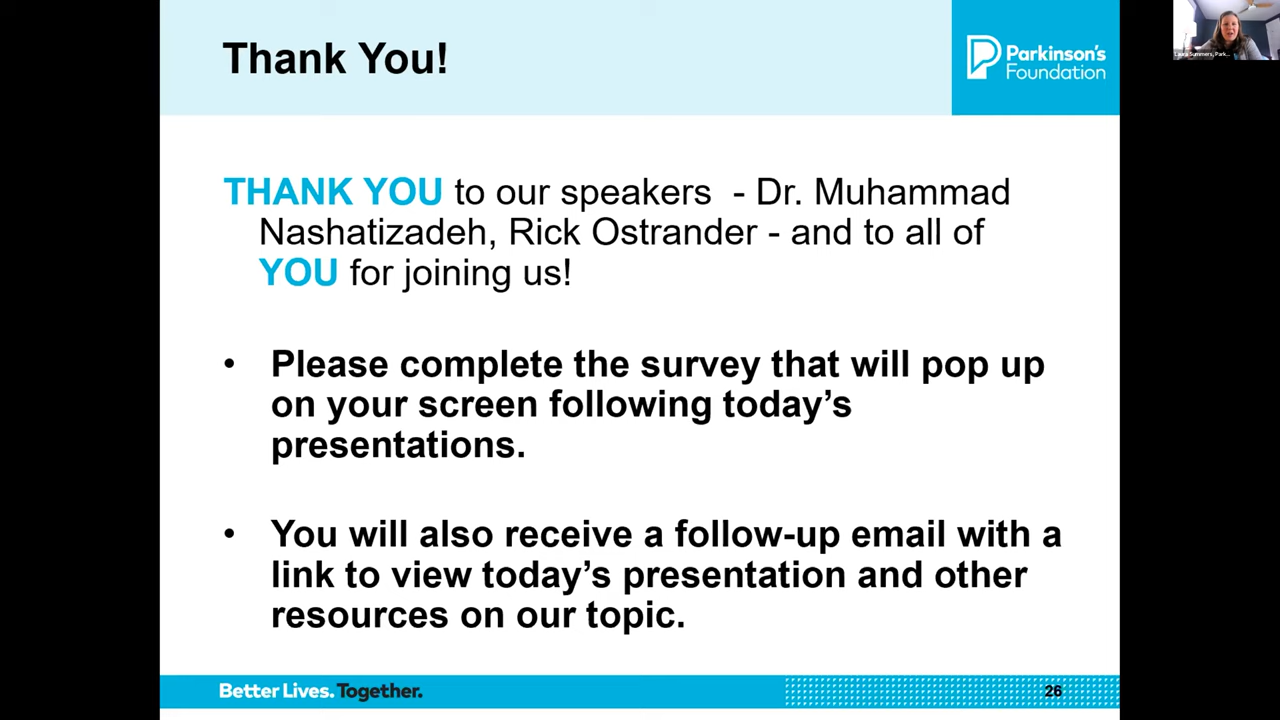 Thank You!
Parkinson's
Foundation
Laura Summers, Park...
THANK YOU to our speakers - Dr. Muhammad
Nashatizadeh, Rick Ostrander - and to all of
YOU for joining us!
• Please complete the survey that will pop up
on your screen following today’s
presentations.
• You will also receive a follow-up email with a
link to view today’s presentation and other
resources on our topic.
Better Lives. Together.
26